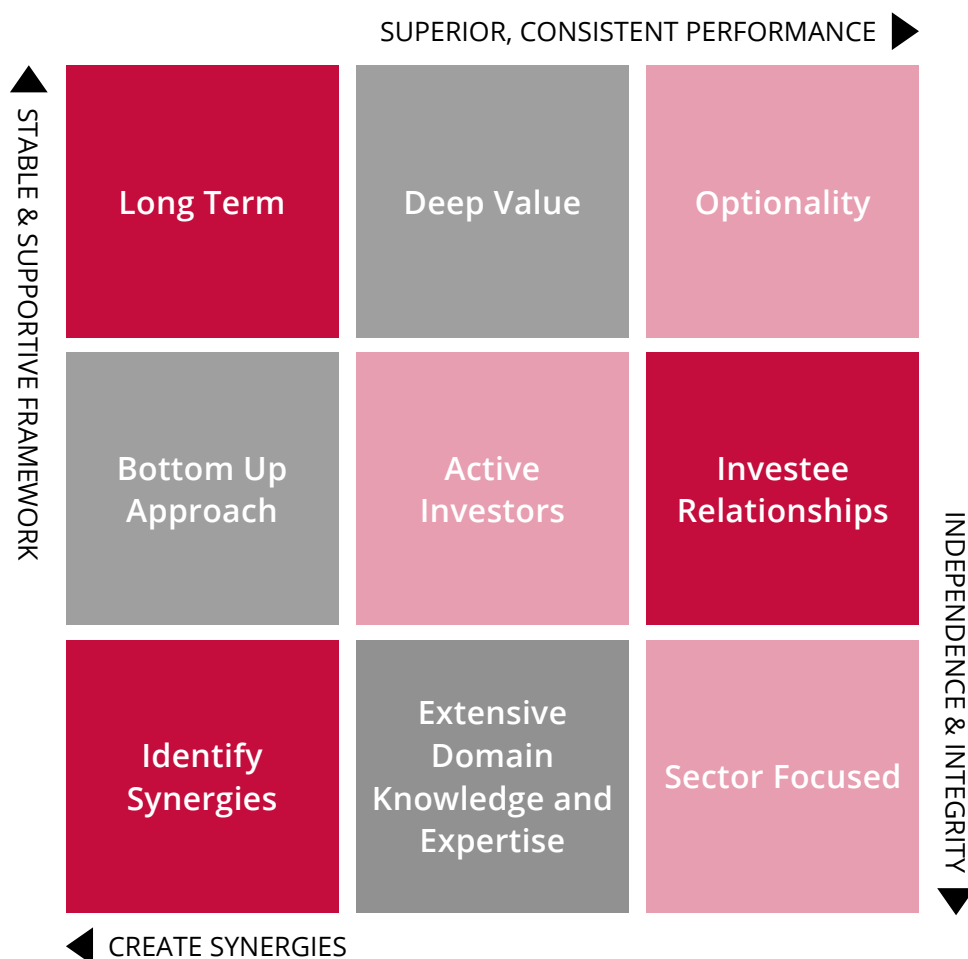 SUPERIOR, CONSISTENT PERFORMANCE
STABLE & SUPPORTIVE FRAMEWORK
Long Term
Deep Value
Optionality
Bottom Up
Approach
Active
Investors
Investee
Relationships
Identify
Synergies
Extensive
Domain
Knowledge and
Expertise
Sector Focused
INDEPENDENCE & INTEGRITY
CREATE SYNERGIES